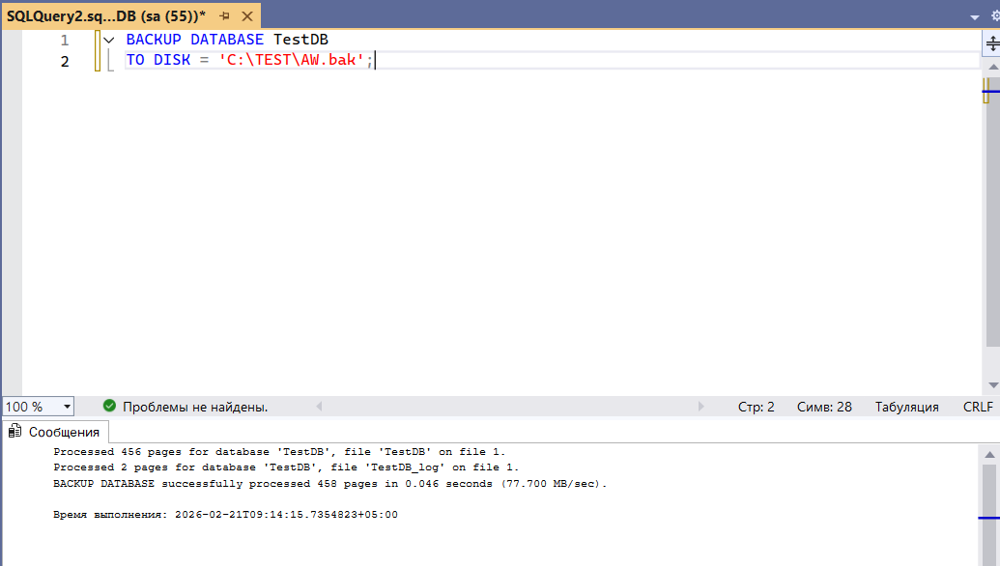 SQLQuery2.sq...DB (sa (55))*
1 BACKUP DATABASE TestDB
2 TO DISK = 'C:\TEST\AW.bak';
100 % Проблемы не найдены. Стр: 2 Симв: 28 Табуляция CRLF
Сообщения
Processed 456 pages for database 'TestDB', file 'TestDB' on file 1.
Processed 2 pages for database 'TestDB', file 'TestDB_log' on file 1.
BACKUP DATABASE successfully processed 458 pages in 0.046 seconds (77.700 MB/sec).
Время выполнения: 2026-02-21T09:14:15.7354823+05:00